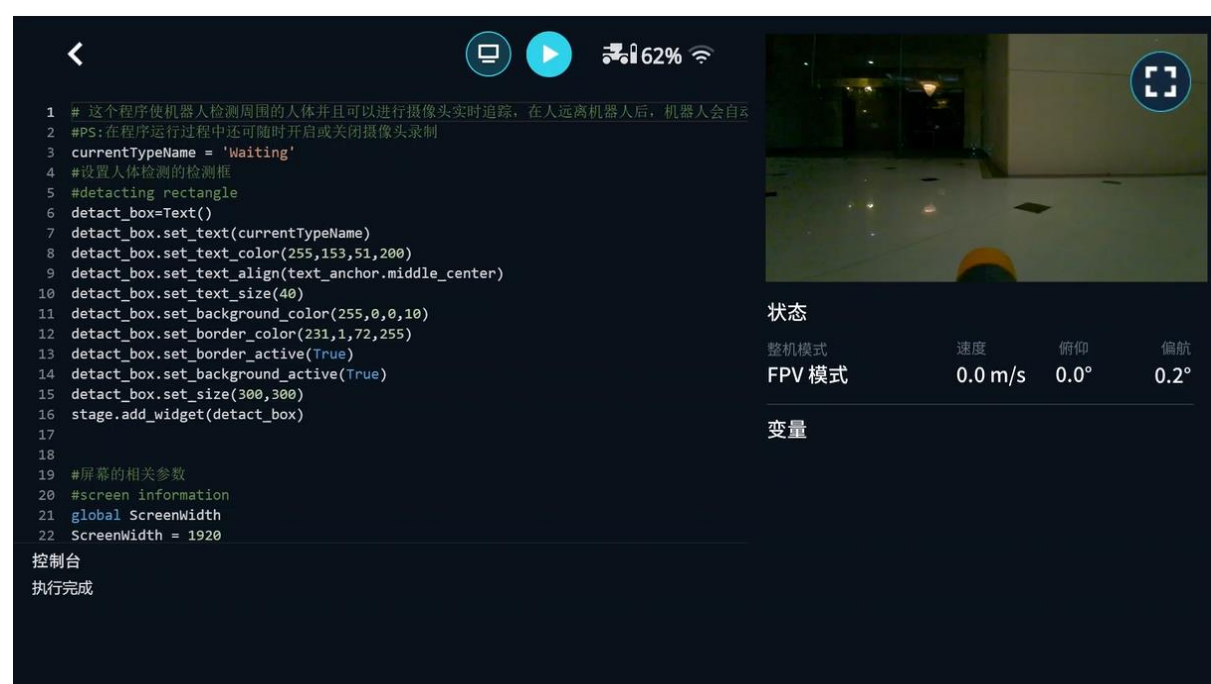 62%
1 # 这个程序使机器人检测周围的人体并且可以进行摄像头实时追踪，在人远离机器人后，机器人会自
2 #PS:在程序运行过程中还可随时开启或关闭摄像头录制
3 currentTypeName = 'Waiting'
4 #设置人体检测的检测框
5 #detacting rectangle
6 detact_box=Text()
7 detact_box.set_text(currentTypeName)
8 detact_box.set_text_color(255,153,51,200)
9 detact_box.set_text_align(text_anchor.middle_center)
10 detact_box.set_text_size(40)
11 detact_box.set_background_color(255,0,0,10)
12 detact_box.set_border_color(231,1,72,255)
13 detact_box.set_border_active(True)
14 detact_box.set_background_active(True)
15 detact_box.set_size(300,300)
16 stage.add_widget(detact_box)
17
18
19 #屏幕的相关参数
20 #screen information
21 global ScreenWidth
22 ScreenWidth = 1920
控制台
执行完成
状态
整机模式 速度 俯仰 偏航
FPV 模式 0.0 m/s 0.0° 0.2°
变量